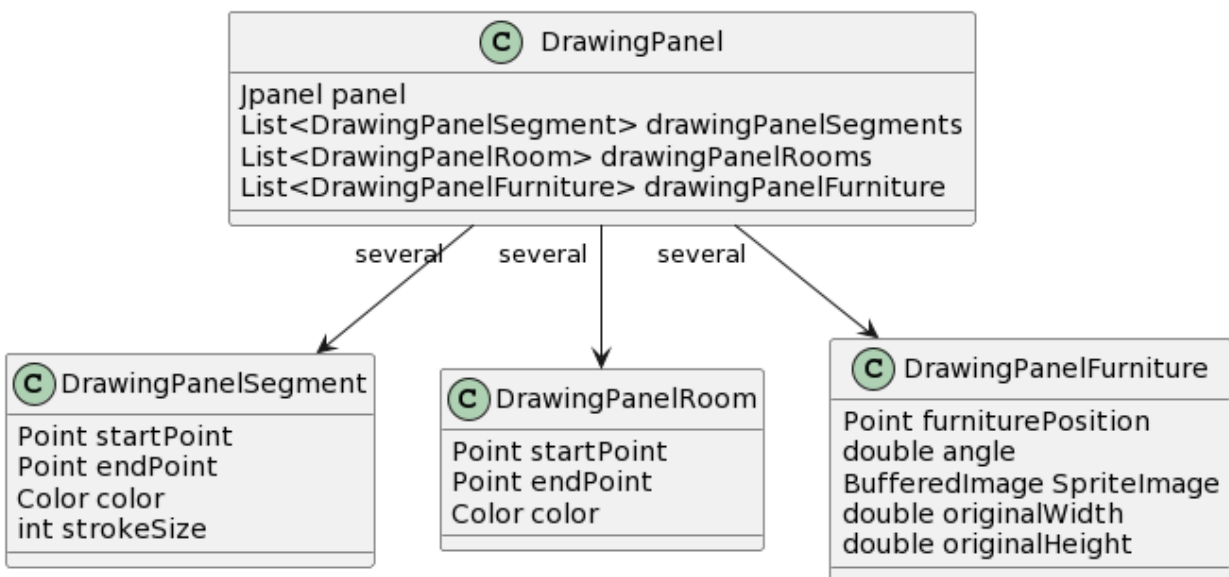 C DrawingPanel
Jpanel panel
List<DrawingPanelSegment> drawingPanelSegments
List<DrawingPanelRoom> drawingPanelRooms
List<DrawingPanelFurniture> drawingPanelFurniture
several
several
several
C DrawingPanelSegment
Point startPoint
Point endPoint
Color color
int strokeSize
C DrawingPanelRoom
Point startPoint
Point endPoint
Color color
C DrawingPanelFurniture
Point furniturePosition
double angle
BufferedImage SpriteImage
double originalWidth
double originalHeight